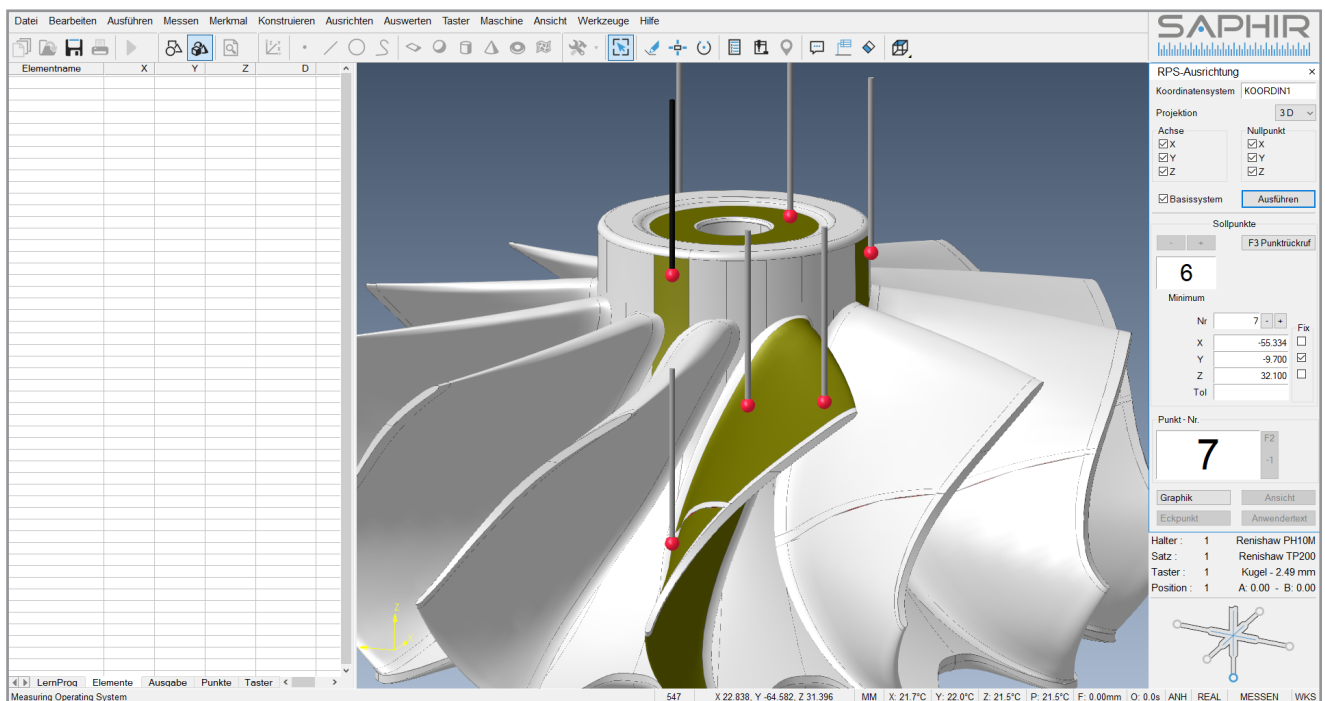 Datei Bearbeiten Ausführen Messen Merkmal Konstruieren Ausrichten Auswerten Taster Maschine Ansicht Werkzeuge Hilfe
SAPHIR
Elementname X Y Z D
RPS-Ausrichtung ×
Koordinatensystem KOORDIN1
Projektion 3 D
Achse Nullpunkt
X X
Y Y
Z Z
Basissystem Ausführen
Sollpunkte
- + F3 Punktrückruf
6
Minimum
Nr 7 - + Fix
X -55.334
Y -9.700
Z 32.100
Tol
Punkt - Nr.
7 F2
-1
Graphik Ansicht
Eckpunkt Anwendertext
Halter : 1 Renishaw PH10M
Satz : 1 Renishaw TP200
Taster : 1 Kugel - 2.49 mm
Position : 1 A: 0.00 - B: 0.00
LernProg Elemente Ausgabe Punkte Taster
Measuring Operating System 547 X 22.838, Y -64.582, Z 31.396 MM X: 21.7°C Y: 22.0°C Z: 21.5°C P: 21.5°C F: 0.00mm O: 0.0s ANH REAL MESSEN WKS